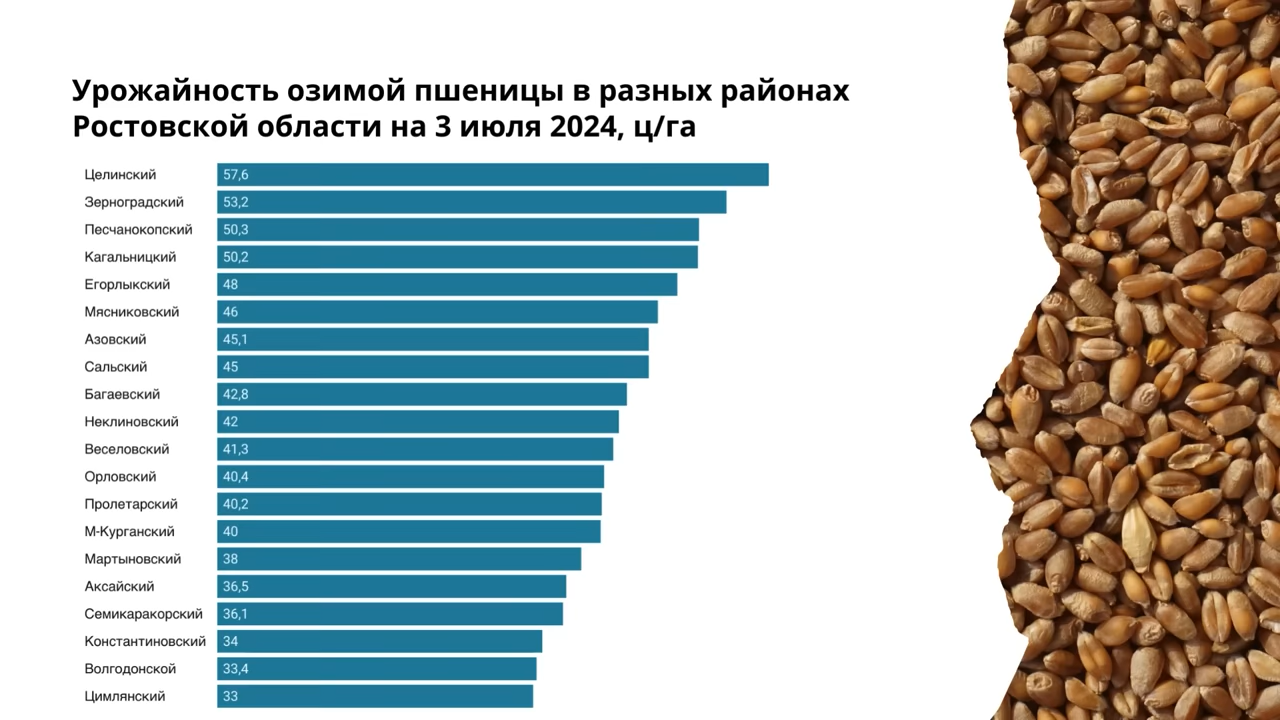 Урожайность озимой пшеницы в разных районах
Ростовской области на 3 июля 2024, ц/га
Целинский 57,6
Зерноградский 53,2
Песчанокопский 50,3
Кагальницкий 50,2
Егорлыкский 48
Мясниковский 46
Азовский 45,1
Сальский 45
Багаевский 42,8
Неклиновский 42
Веселовский 41,3
Орловский 40,4
Пролетарский 40,2
М-Курганский 40
Мартыновский 38
Аксайский 36,5
Семикаракорский 36,1
Константиновский 34
Волгодонской 33,4
Цимлянский 33